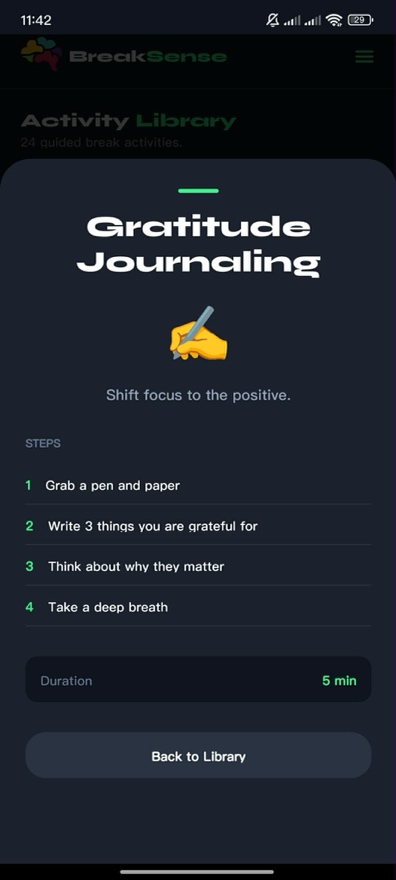 11:42
29
BreakSense
Activity Library
24 guided break activities.
Gratitude
Journaling
Shift focus to the positive.
STEPS
1 Grab a pen and paper
2 Write 3 things you are grateful for
3 Think about why they matter
4 Take a deep breath
Duration 5 min
Back to Library